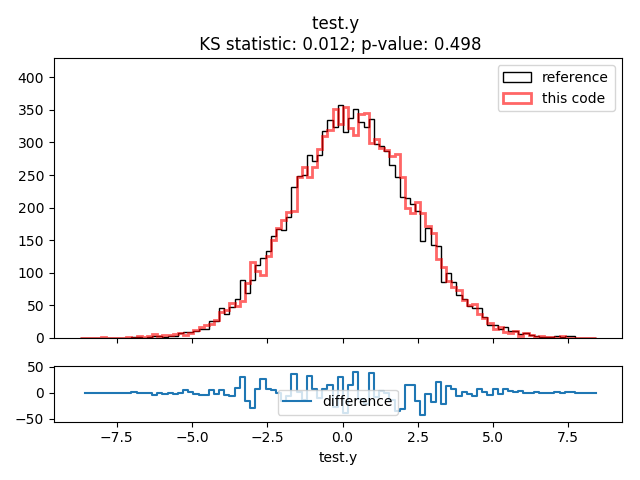 test.y
KS statistic: 0.012; p-value: 0.498
reference
this code
400
350
300
250
200
150
100
50
0
50
0
−50
difference
−7.5 −5.0 −2.5 0.0 2.5 5.0 7.5
test.y